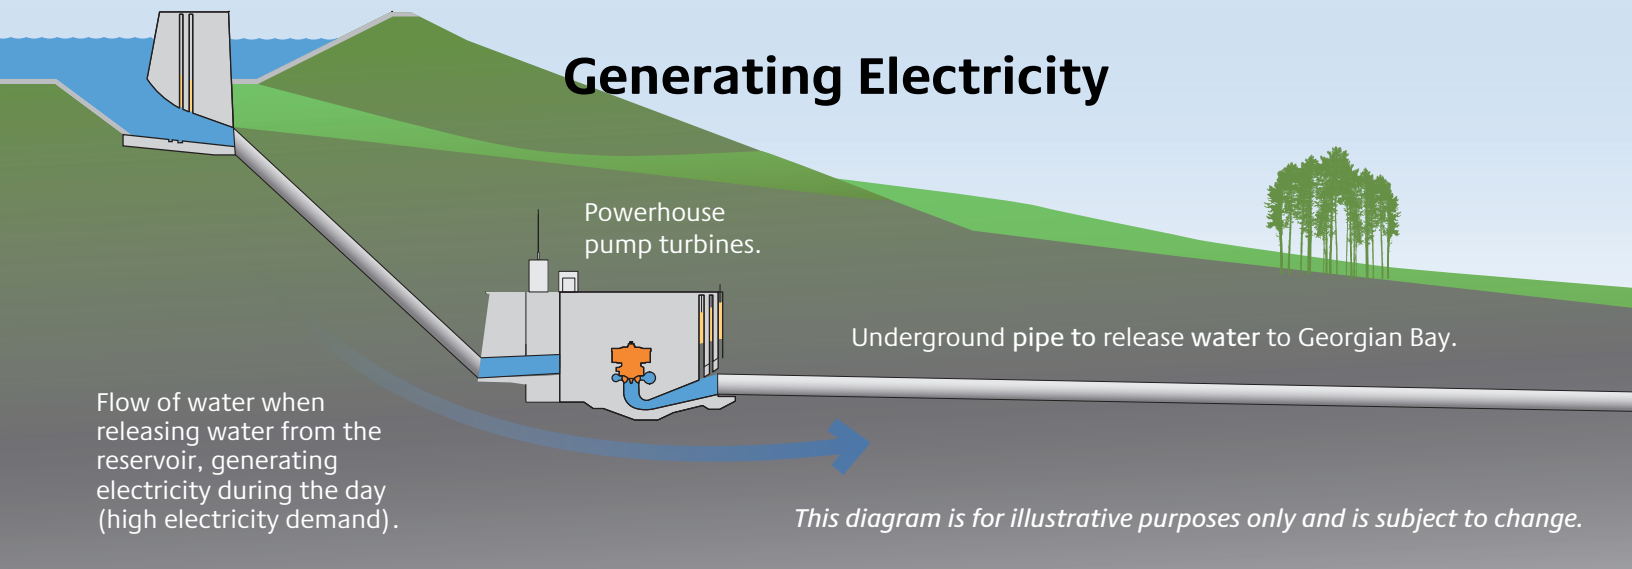 Generating Electricity
Powerhouse
pump turbines.
Underground pipe to release water to Georgian Bay.
Flow of water when
releasing water from the
reservoir, generating
electricity during the day
(high electricity demand).
This diagram is for illustrative purposes only and is subject to change.